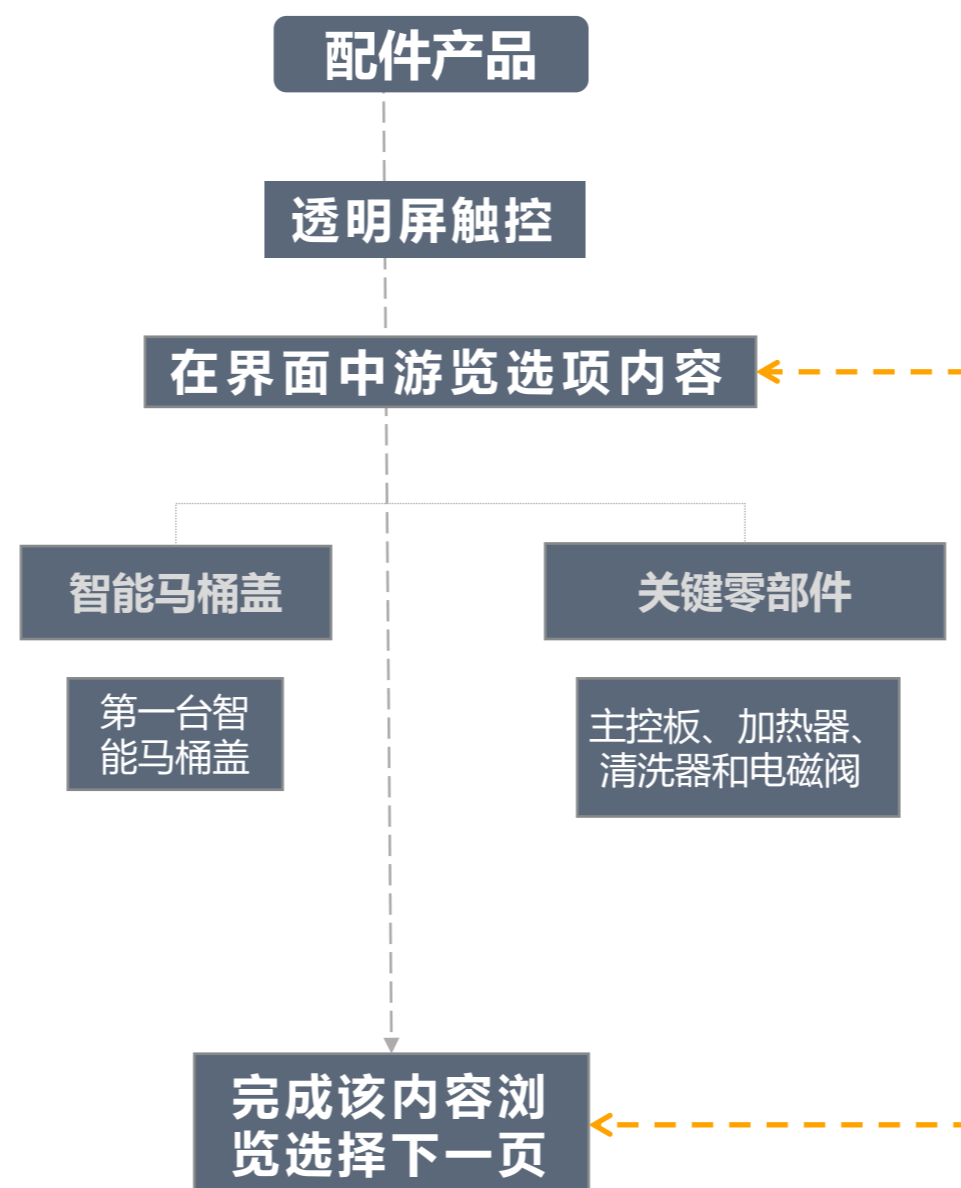 配件产品
透明屏触控
在界面中游览选项内容
智能马桶盖
关键零部件
第一台智
能马桶盖
主控板、加热器、
清洗器和电磁阀
完成该内容浏
览选择下一页